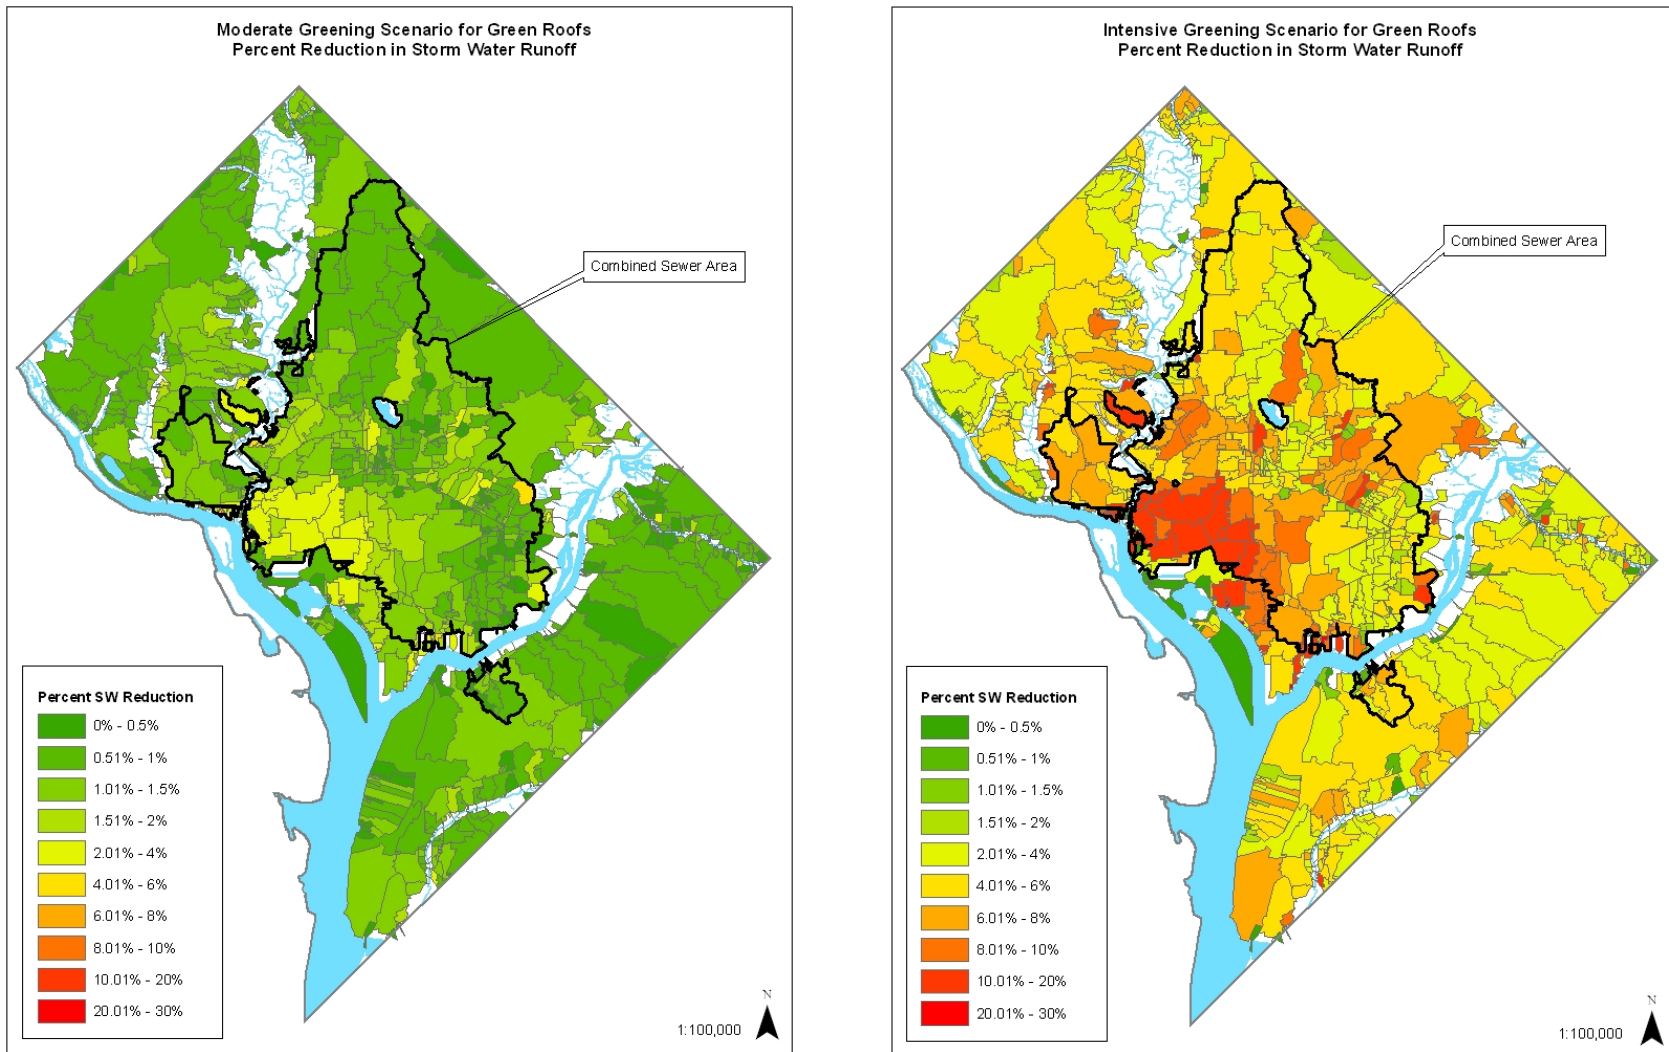 Moderate Greening Scenario for Green Roofs
Percent Reduction in Storm Water Runoff
Combined Sewer Area
Percent SW Reduction
0% - 0.5%
0.51% - 1%
1.01% - 1.5%
1.51% - 2%
2.01% - 4%
4.01% - 6%
6.01% - 8%
8.01% - 10%
10.01% - 20%
20.01% - 30%
N
1:100,000
Intensive Greening Scenario for Green Roofs
Percent Reduction in Storm Water Runoff
Combined Sewer Area
Percent SW Reduction
0% - 0.5%
0.51% - 1%
1.01% - 1.5%
1.51% - 2%
2.01% - 4%
4.01% - 6%
6.01% - 8%
8.01% - 10%
10.01% - 20%
20.01% - 30%
N
1:100,000